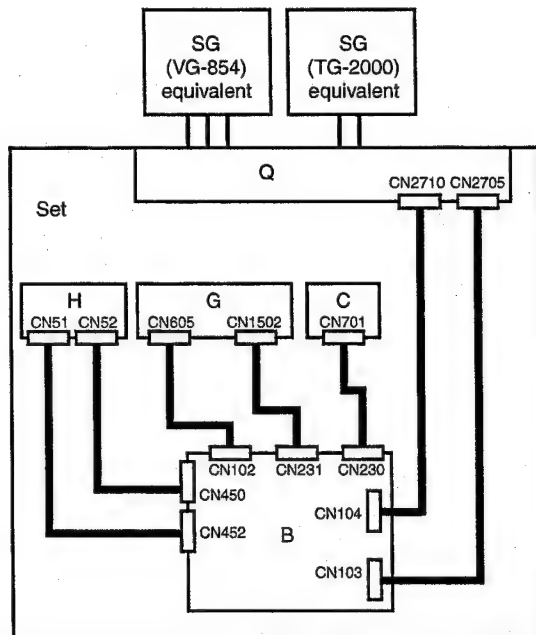 SG
(VG-854)
equivalent
SG
(TG-2000)
equivalent
Q
CN2710 CN2705
Set
H
G
C
CN51 CN52
CN605
CN1502
CN701
CN102
CN231
CN230
CN450
CN104
CN452
B
CN103